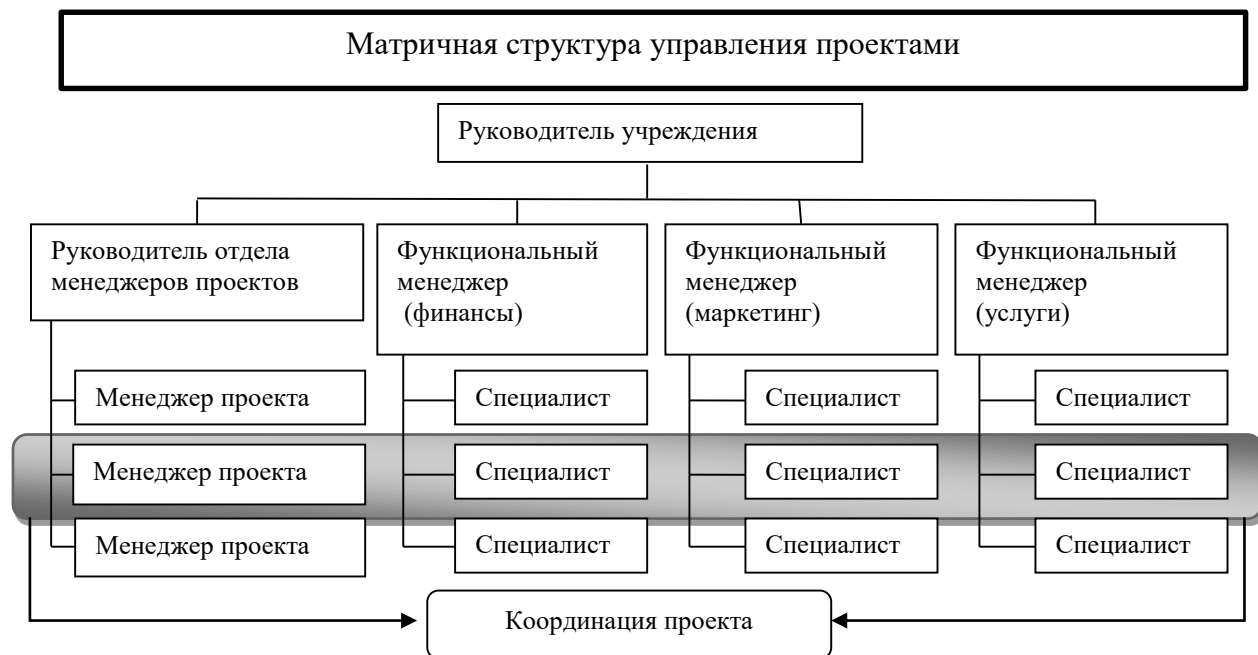 Матричная структура управления проектами
Руководитель учреждения
Руководитель отдела
менеджеров проектов
Функциональный
менеджер
(финансы)
Функциональный
менеджер
(маркетинг)
Функциональный
менеджер
(услуги)
Менеджер проекта
Специалист
Специалист
Специалист
Менеджер проекта
Специалист
Специалист
Специалист
Менеджер проекта
Специалист
Специалист
Специалист
Координация проекта